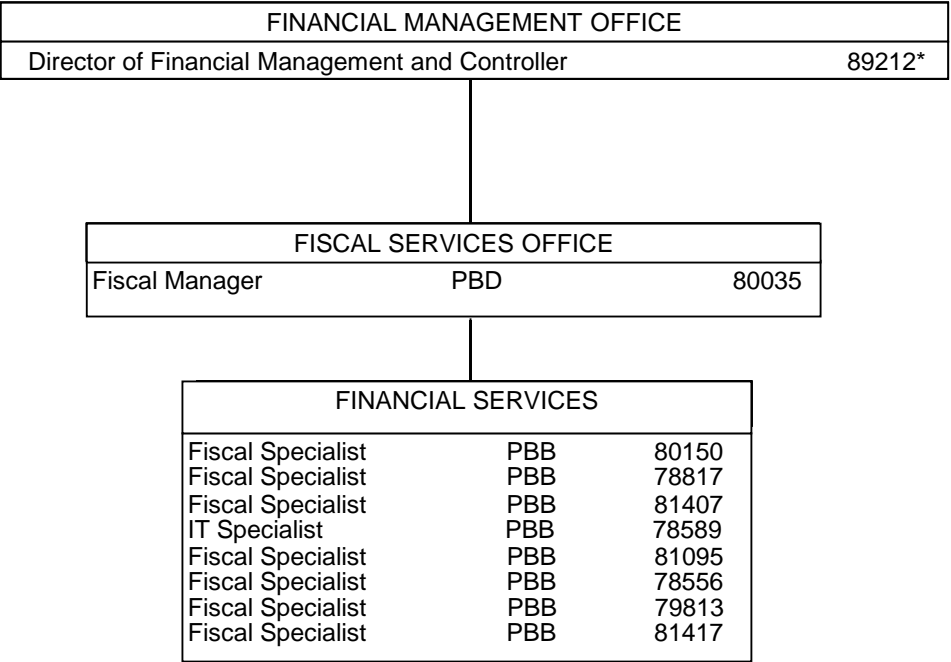 FINANCIAL MANAGEMENT OFFICE
Director of Financial Management and Controller 89212*
FISCAL SERVICES OFFICE
Fiscal Manager PBD 80035
FINANCIAL SERVICES
Fiscal Specialist PBB 80150
Fiscal Specialist PBB 78817
Fiscal Specialist PBB 81407
IT Specialist PBB 78589
Fiscal Specialist PBB 81095
Fiscal Specialist PBB 78556
Fiscal Specialist PBB 79813
Fiscal Specialist PBB 81417